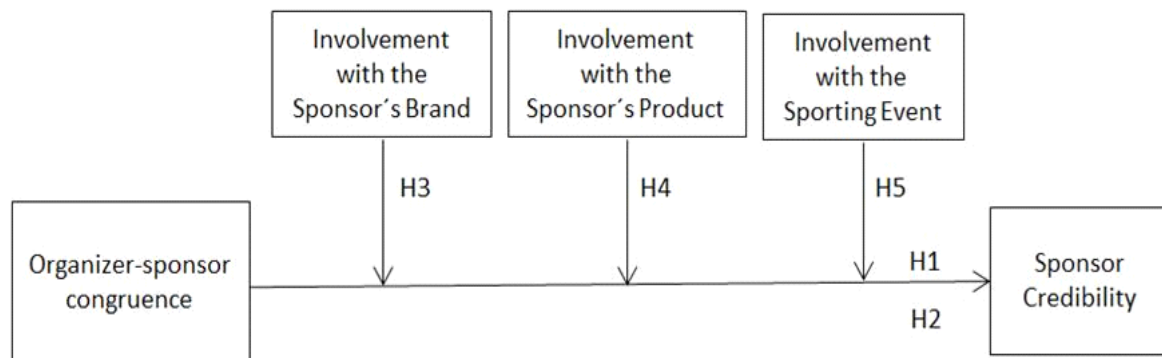 Involvement
with the
Sponsor´s Brand
Involvement
with the
Sponsor´s Product
Involvement
with the
Sporting Event
H3
H4
H5
Organizer-sponsor
congruence
H1
H2
Sponsor
Credibility